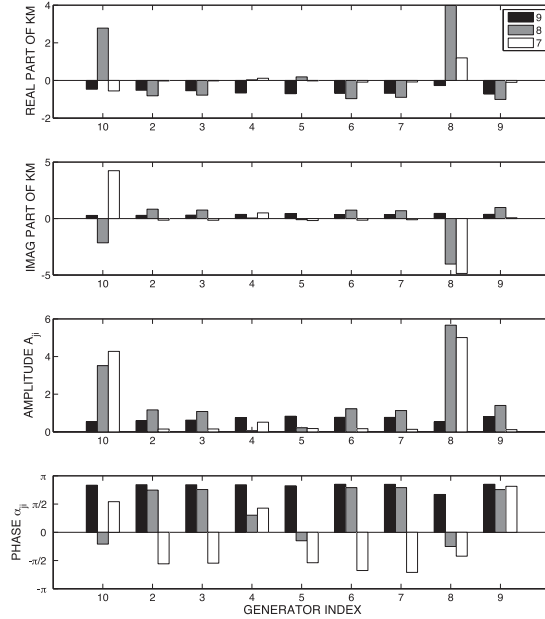 REAL PART OF KM
4
2
0
-2
9
8
7
10 2 3 4 5 6 7 8 9
IMAG PART OF KM
5
0
-5
10 2 3 4 5 6 7 8 9
AMPLITUDE A_ji
6
4
2
0
10 2 3 4 5 6 7 8 9
PHASE α_ji
π
π/2
0
-π/2
-π
10 2 3 4 5 6 7 8 9
GENERATOR INDEX